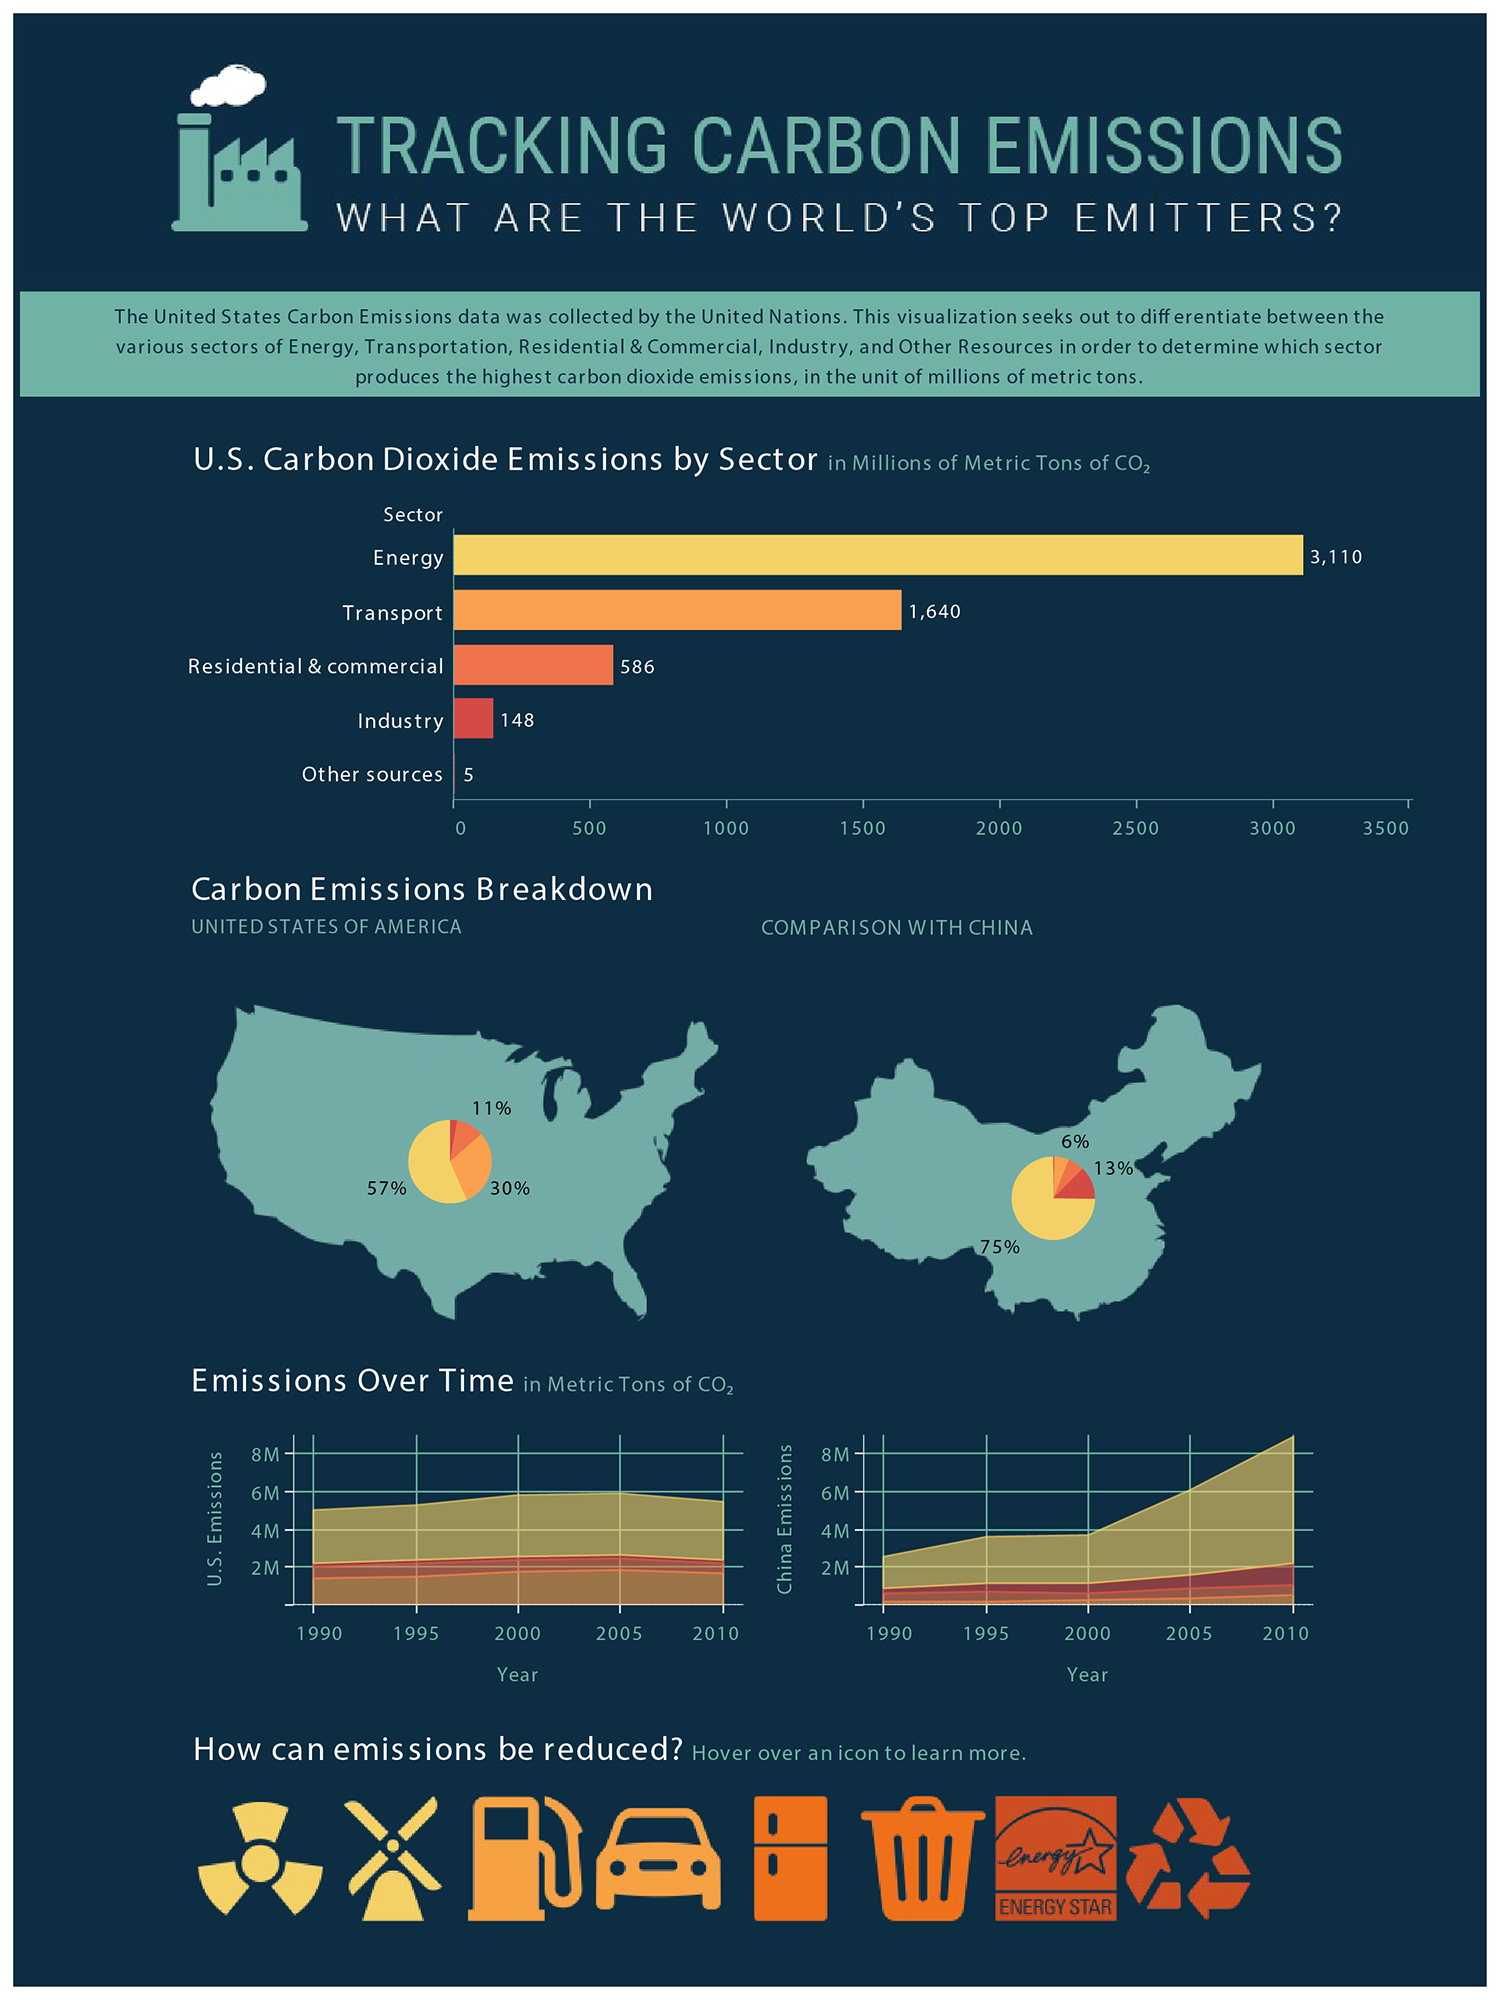 TRACKING CARBON EMISSIONS
WHAT ARE THE WORLD'S TOP EMITTERS?
The United States Carbon Emissions data was collected by the United Nations. This visualization seeks out to differentiate between the
various sectors of Energy, Transportation, Residential & Commercial, Industry, and Other Resources in order to determine which sector
produces the highest carbon dioxide emissions, in the unit of millions of metric tons.
U.S. Carbon Dioxide Emissions by Sector in Millions of Metric Tons of CO₂
Sector
Energy 3,110
Transport 1,640
Residential & commercial 586
Industry 148
Other sources 5
0 500 1000 1500 2000 2500 3000 3500
Carbon Emissions Breakdown
UNITED STATES OF AMERICA
11%
57% 30%
COMPARISON WITH CHINA
6%
13%
75%
Emissions Over Time in Metric Tons of CO₂
U.S. Emissions
8M
6M
4M
2M
1990 1995 2000 2005 2010
Year
China Emissions
8M
6M
4M
2M
1990 1995 2000 2005 2010
Year
How can emissions be reduced? Hover over an icon to learn more.
energy
ENERGY STAR